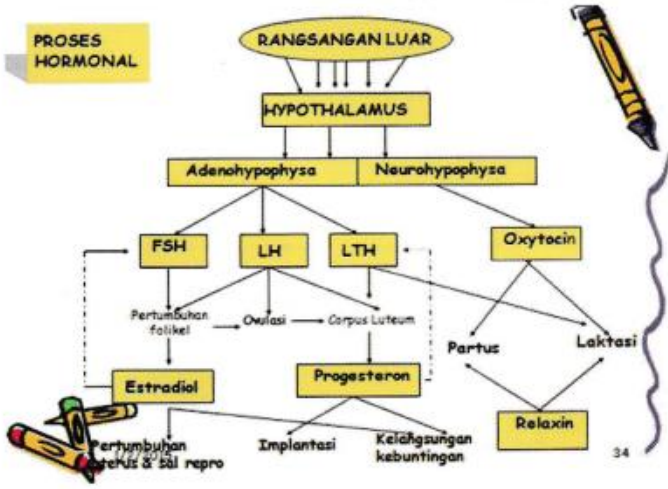 PROSES
HORMONAL
RANGSANGAN LUAR
HYPOTHALAMUS
Adenohypophysa
Neurohypophysa
FSH
LH
LTH
Oxytocin
Pertumbuhan
folikel
Ovulasi
Corpus Luteum
Partus
Laktasi
Estradiol
Progesteron
Relaxin
Pertumbuhan
uterus & sal repro
Implantasi
Kelangsungan
kebuntingan
34